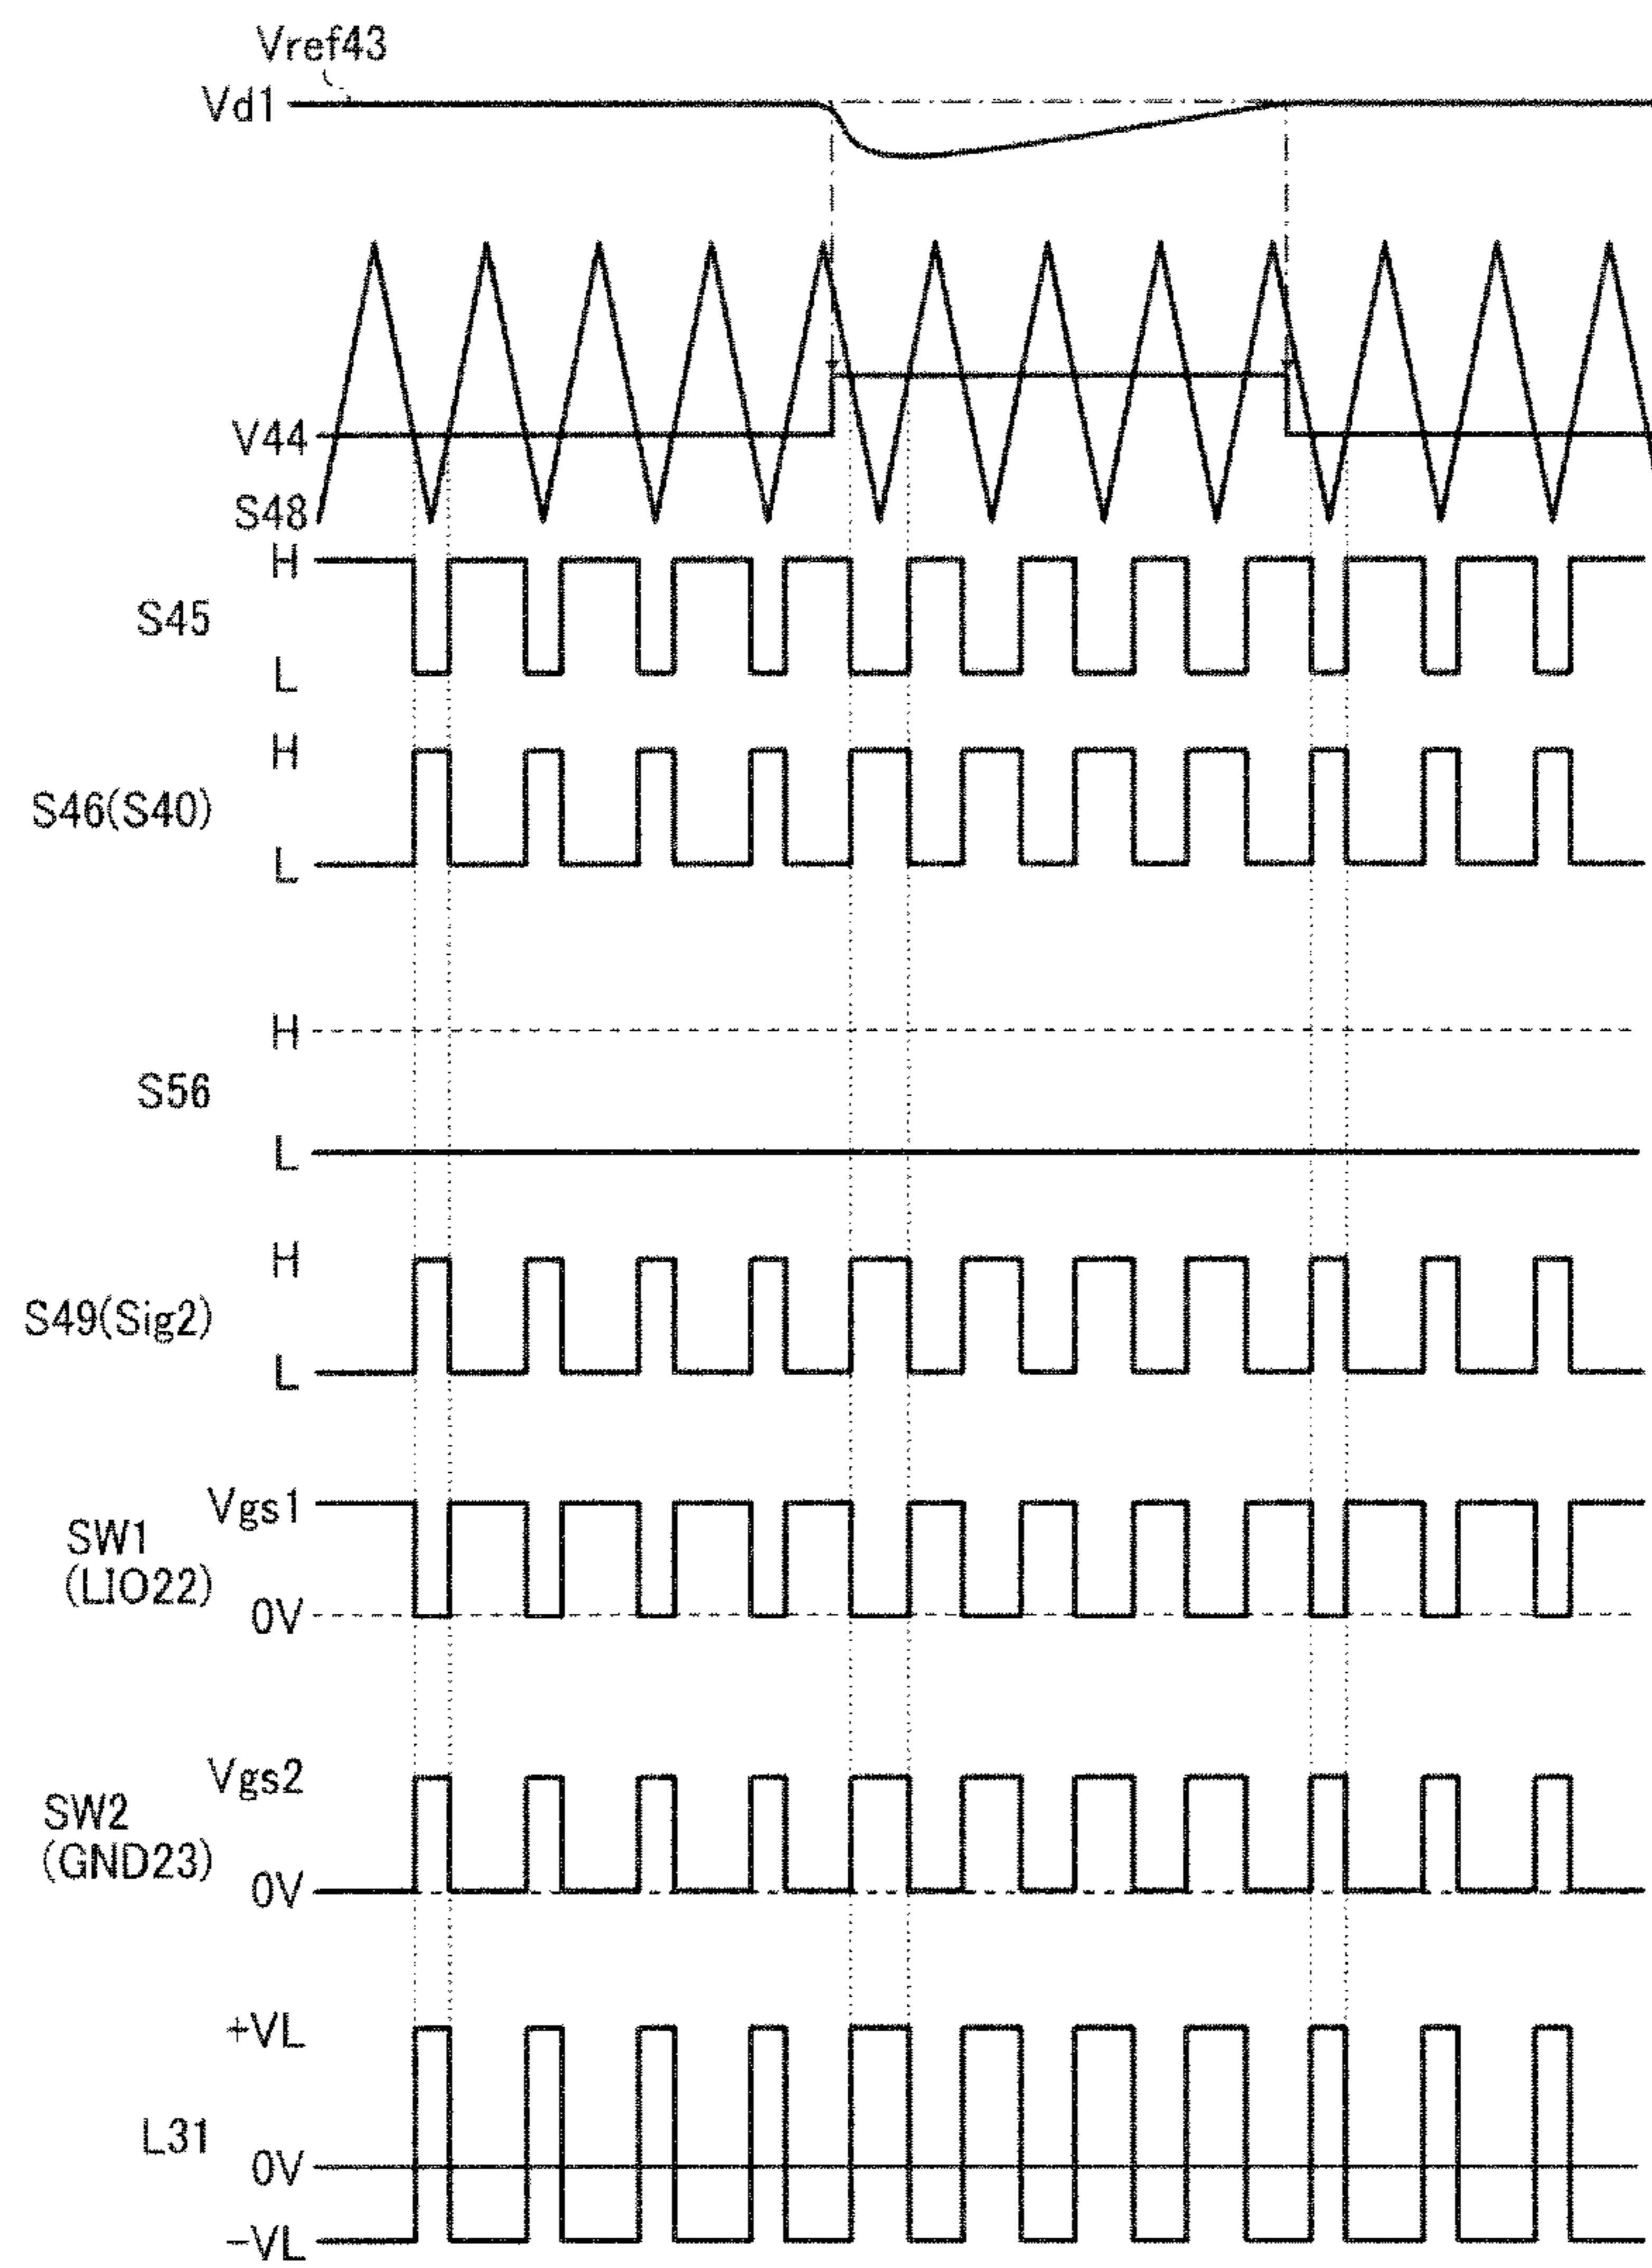 Vref43
Vd1
V44
S48
H
S45
L
H
S46(S40)
L
H
S56
L
H
S49(Sig2)
L
Vgs1
SW1
(LIO22)
0V
Vgs2
SW2
(GND23)
0V
+VL
L31
0V
-VL